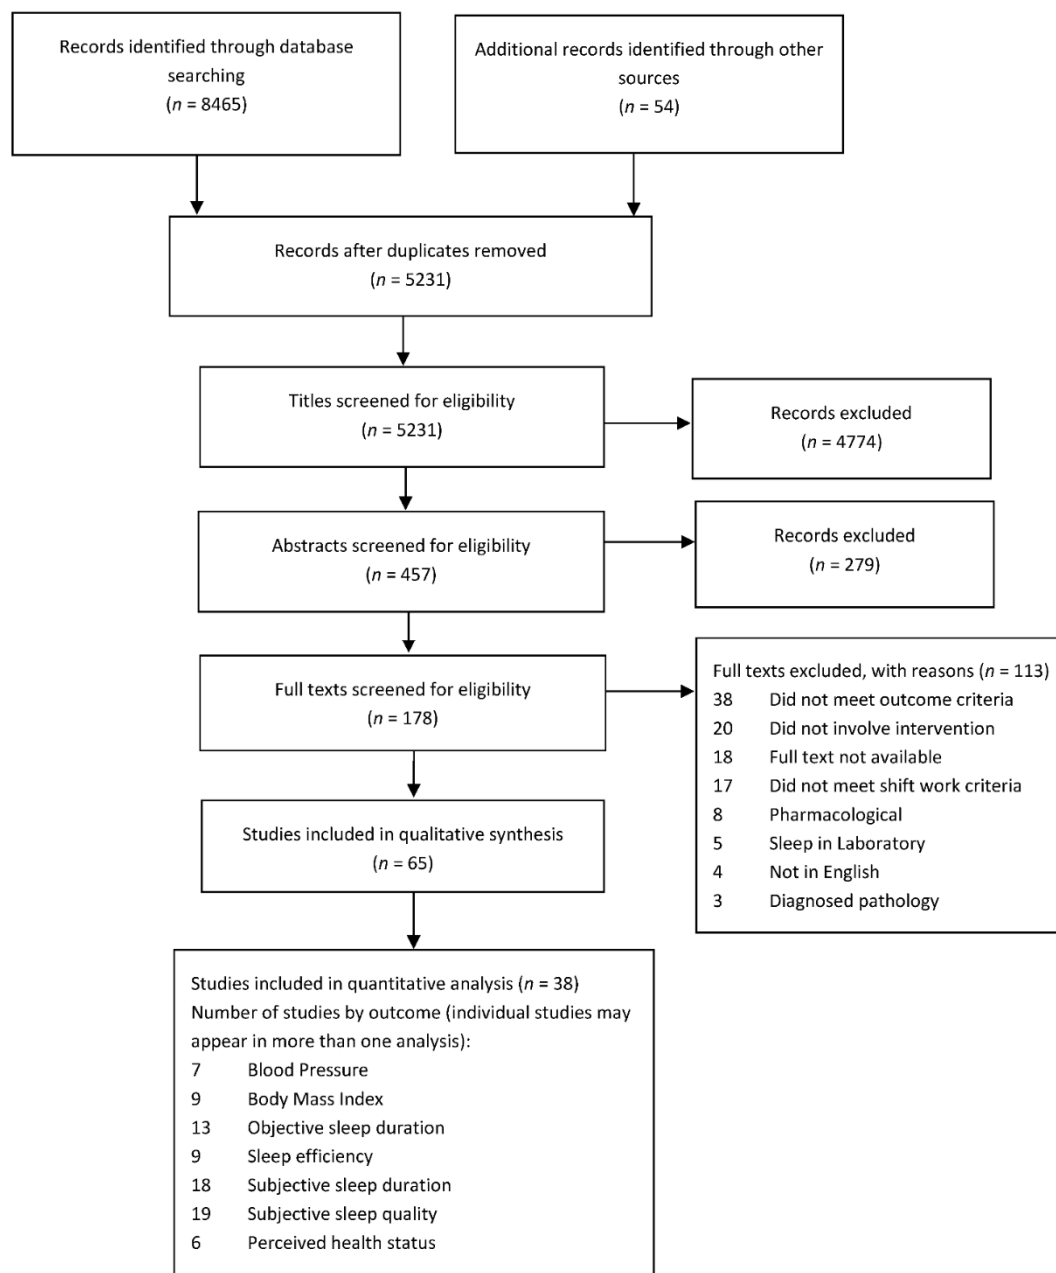 Records identified through database
searching
(n = 8465)
Additional records identified through other
sources
(n = 54)
Records after duplicates removed
(n = 5231)
Titles screened for eligibility
(n = 5231)
Records excluded
(n = 4774)
Abstracts screened for eligibility
(n = 457)
Records excluded
(n = 279)
Full texts screened for eligibility
(n = 178)
Full texts excluded, with reasons (n = 113)
38 Did not meet outcome criteria
20 Did not involve intervention
18 Full text not available
17 Did not meet shift work criteria
8 Pharmacological
5 Sleep in Laboratory
4 Not in English
3 Diagnosed pathology
Studies included in qualitative synthesis
(n = 65)
Studies included in quantitative analysis (n = 38)
Number of studies by outcome (individual studies may
appear in more than one analysis):
7 Blood Pressure
9 Body Mass Index
13 Objective sleep duration
9 Sleep efficiency
18 Subjective sleep duration
19 Subjective sleep quality
6 Perceived health status